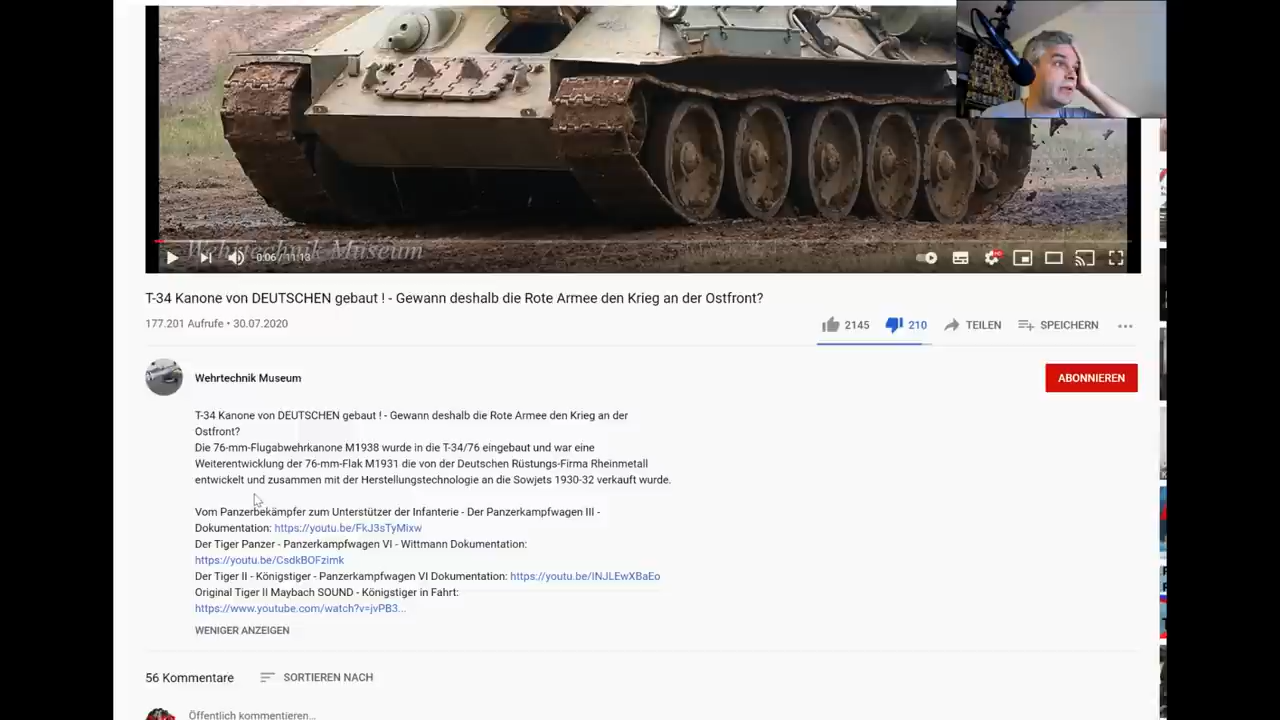 Wehrtechnik Museum
0:06 / 11:13
T-34 Kanone von DEUTSCHEN gebaut ! - Gewann deshalb die Rote Armee den Krieg an der Ostfront?
177.201 Aufrufe • 30.07.2020
2145 210 TEILEN SPEICHERN
Wehrtechnik Museum
ABONNIEREN
T-34 Kanone von DEUTSCHEN gebaut ! - Gewann deshalb die Rote Armee den Krieg an der
Ostfront?
Die 76-mm-Flugabwehrkanone M1938 wurde in die T-34/76 eingebaut und war eine
Weiterentwicklung der 76-mm-Flak M1931 die von der Deutschen Rüstungs-Firma Rheinmetall
entwickelt und zusammen mit der Herstellungstechnologie an die Sowjets 1930-32 verkauft wurde.
Vom Panzerbekämpfer zum Unterstützer der Infanterie - Der Panzerkampfwagen III -
Dokumentation: https://youtu.be/FkJ3sTyMixw
Der Tiger Panzer - Panzerkampfwagen VI - Wittmann Dokumentation:
https://youtu.be/CsdkBOFzimk
Der Tiger II - Königstiger - Panzerkampfwagen VI Dokumentation: https://youtu.be/INJLEwXBaEo
Original Tiger II Maybach SOUND - Königstiger in Fahrt:
https://www.youtube.com/watch?v=jvPB3...
WENIGER ANZEIGEN
56 Kommentare SORTIEREN NACH
Öffentlich kommentieren...